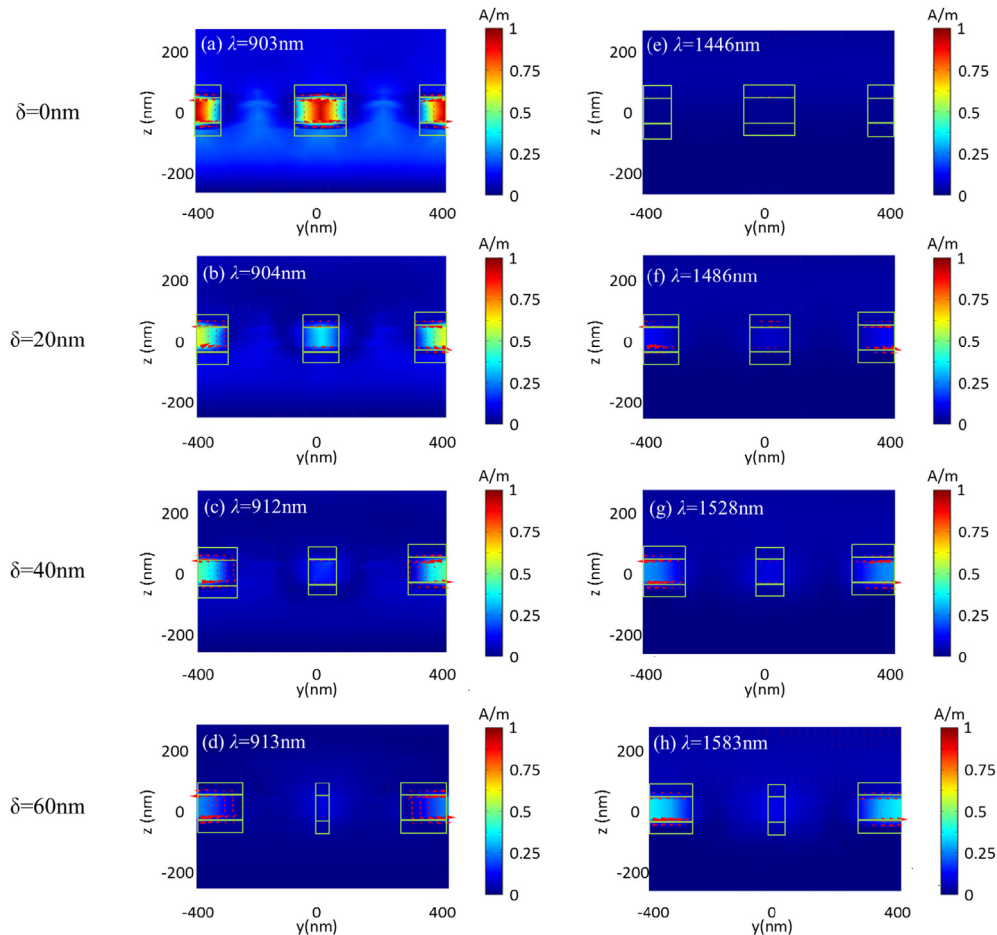 A/m
A/m
(a) λ=903nm
(e) λ=1446nm
1
1
200
200
0.75
0.75
δ=0nm
z (nm)
0
0.5
z (nm)
0
0.5
-200
0.25
-200
0.25
0
0
-400
0
400
-400
0
400
y(nm)
y(nm)
A/m
A/m
(b) λ=904nm
(f) λ=1486nm
1
1
200
200
0.75
0.75
δ=20nm
z (nm)
0
0.5
z (nm)
0
0.5
-200
0.25
-200
0.25
0
0
-400
0
400
-400
0
400
y(nm)
y(nm)
A/m
A/m
(c) λ=912nm
(g) λ=1528nm
1
1
200
200
0.75
0.75
δ=40nm
z (nm)
0
0.5
z (nm)
0
0.5
-200
0.25
-200
0.25
0
0
-400
0
400
-400
0
400
y(nm)
y(nm)
A/m
A/m
(d) λ=913nm
(h) λ=1583nm
1
1
200
200
0.75
0.75
δ=60nm
z (nm)
0
0.5
z (nm)
0
0.5
-200
0.25
-200
0.25
0
0
-400
0
400
-400
0
400
y(nm)
y(nm)